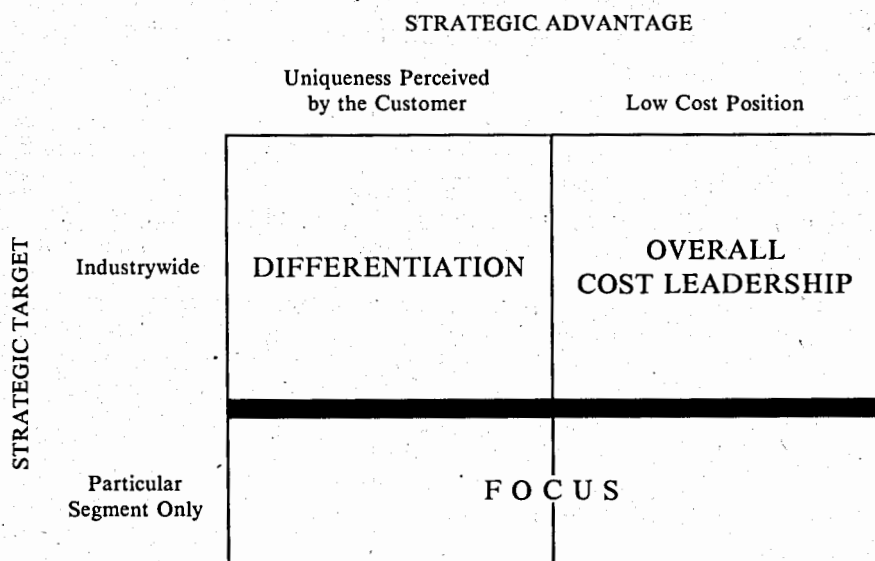 STRATEGIC ADVANTAGE
Uniqueness Perceived
by the Customer
Low Cost Position
STRATEGIC TARGET
Industrywide
DIFFERENTIATION
OVERALL
COST LEADERSHIP
Particular
Segment Only
FOCUS